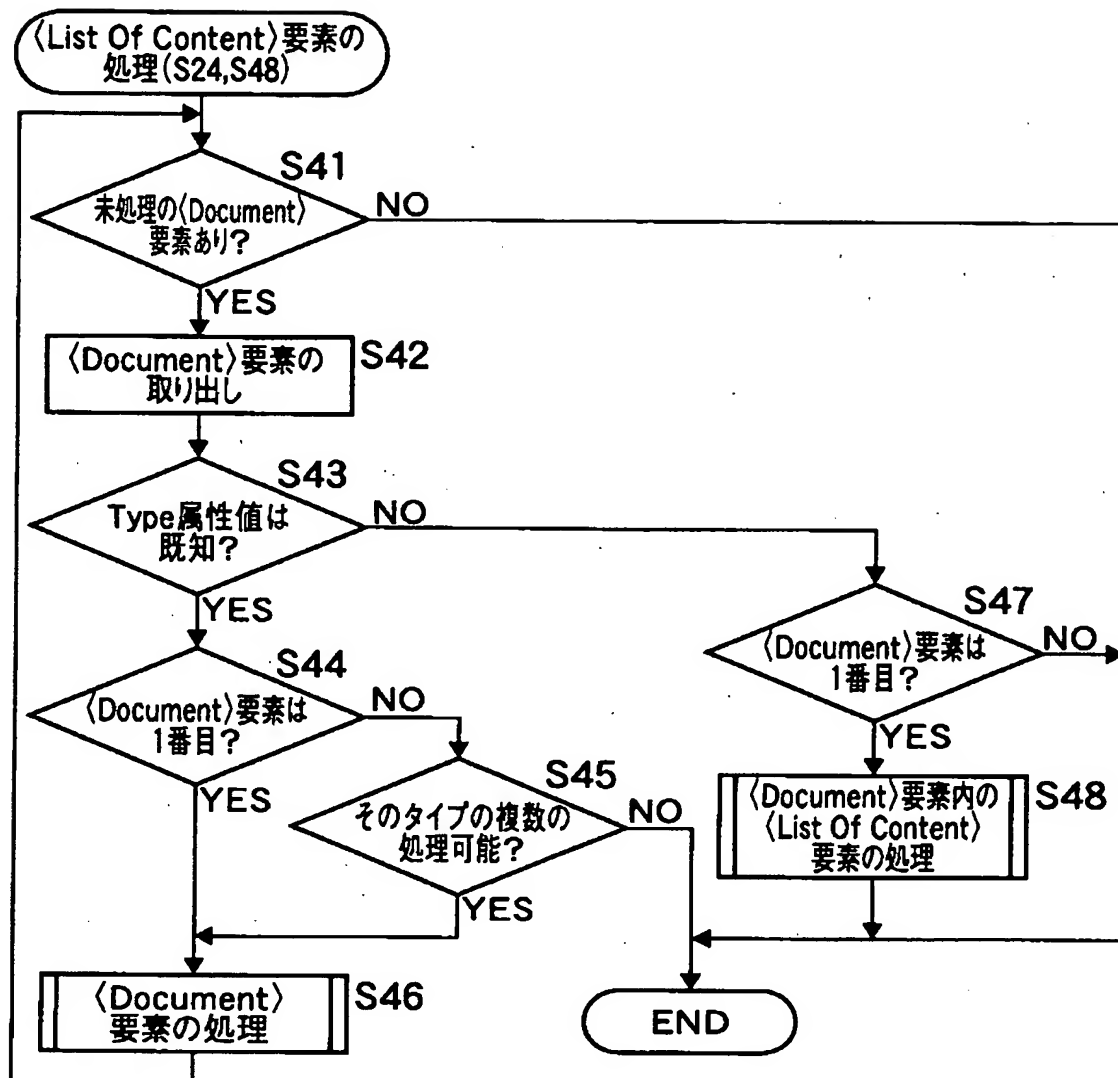 〈List Of Content〉要素の
処理(S24,S48)
S41
未処理の〈Document〉
要素あり?
NO
YES
〈Document〉要素の
取り出し
S42
S43
Type属性値は
既知?
NO
YES
S44
〈Document〉要素は
1番目?
NO
YES
S45
そのタイプの複数の
処理可能?
NO
YES
S47
〈Document〉要素は
1番目?
NO
YES
〈Document〉要素内の
〈List Of Content〉
要素の処理
S48
〈Document〉
要素の処理
S46
END